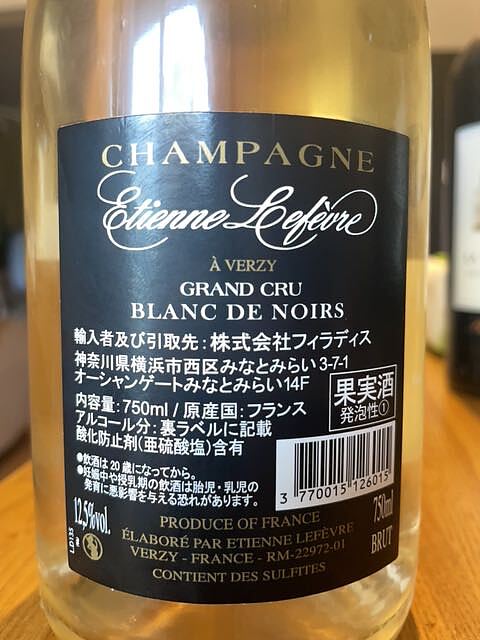 CHAMPAGNE
Etienne Lefèvre
À VERZY
GRAND CRU
BLANC DE NOIRS
輸入者及び引取先:株式会社フィラディス
神奈川県横浜市西区みなとみらい3-7-1
オーシャンゲートみなとみらい14F
内容量:750ml / 原産国:フランス
アルコール分:裏ラベルに記載
酸化防止剤(亜硫酸塩)含有
果実酒
発泡性①
●飲酒は20歳になってから。
●妊娠中や授乳期の飲酒は胎児・乳児の
発育に悪影響を与える恐れがあります。
3 770015 126015
12,5%vol.
750ml
BRUT
PRODUCE OF FRANCE
ÉLABORÉ PAR ETIENNE LEFÈVRE
VERZY - FRANCE - RM-22972-01
CONTIENT DES SULFITES